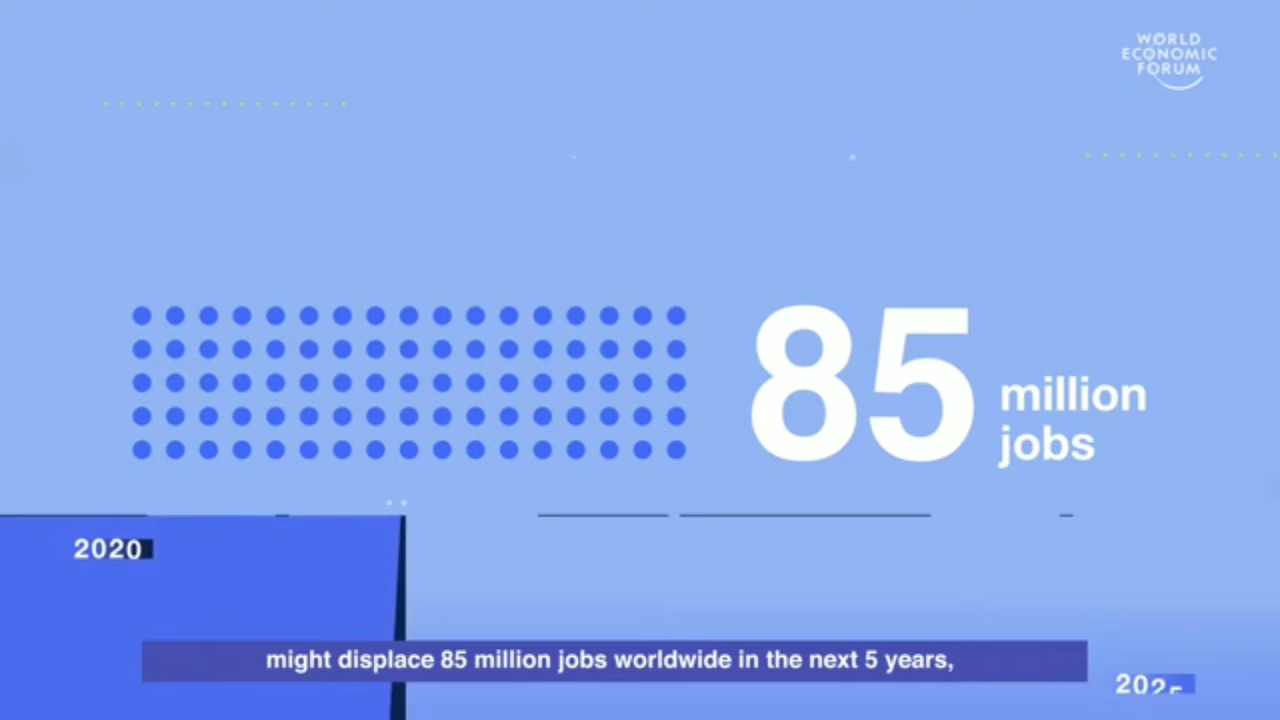 WORLD
ECONOMIC
FORUM
85
million
jobs
2020
might displace 85 million jobs worldwide in the next 5 years,